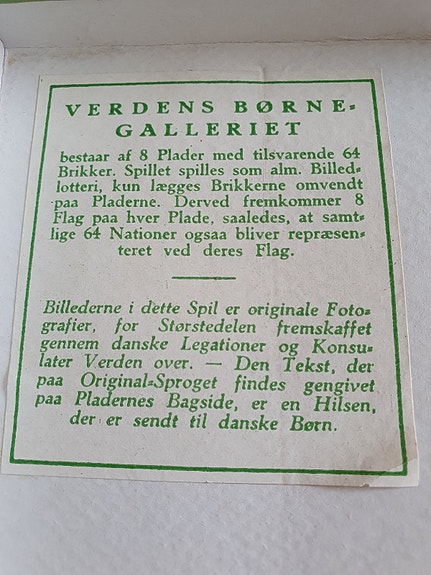 VERDENS BØRNE-
GALLERIET
bestaar af 8 Plader med tilsvarende 64
Brikker. Spillet spilles som alm. Billed-
lotteri, kun lægges Brikkerne omvendt
paa Pladerne. Derved fremkommer 8
Flag paa hver Plade, saaledes, at samt-
lige 64 Nationer ogsaa bliver repræsen-
teret ved deres Flag.
Billederne i dette Spil er originale Foto-
grafier, for Størstedelen fremskaffet
gennem danske Legationer og Konsu-
later Verden over. — Den Tekst, der
paa Original-Sproget findes gengivet
paa Pladernes Bagside, er en Hilsen,
der er sendt til danske Børn.